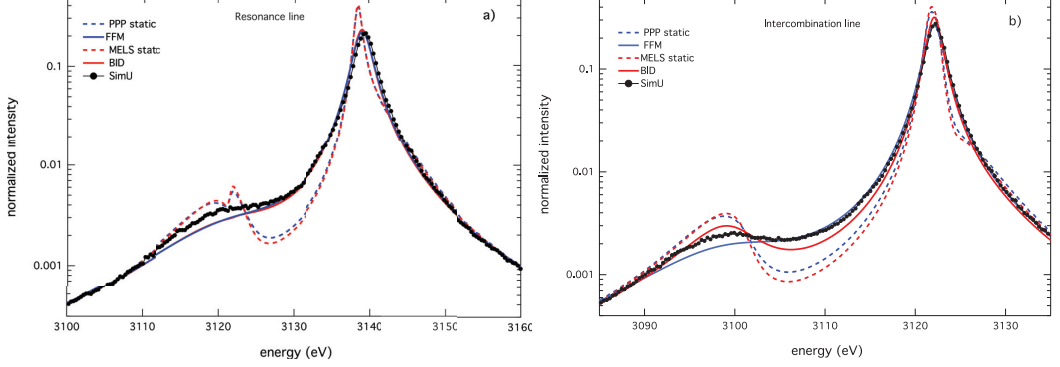 Resonance line
a)
PPP static
FFM
MELS static
BID
SimU
0.1
0.01
0.001
normalized intensity
3100 3110 3120 3130 3140 3150 3160
energy (eV)
Intercombination line
b)
PPP static
FFM
MELS static
BID
SimU
0.1
0.01
0.001
normalized intensity
3090 3100 3110 3120 3130
energy (eV)